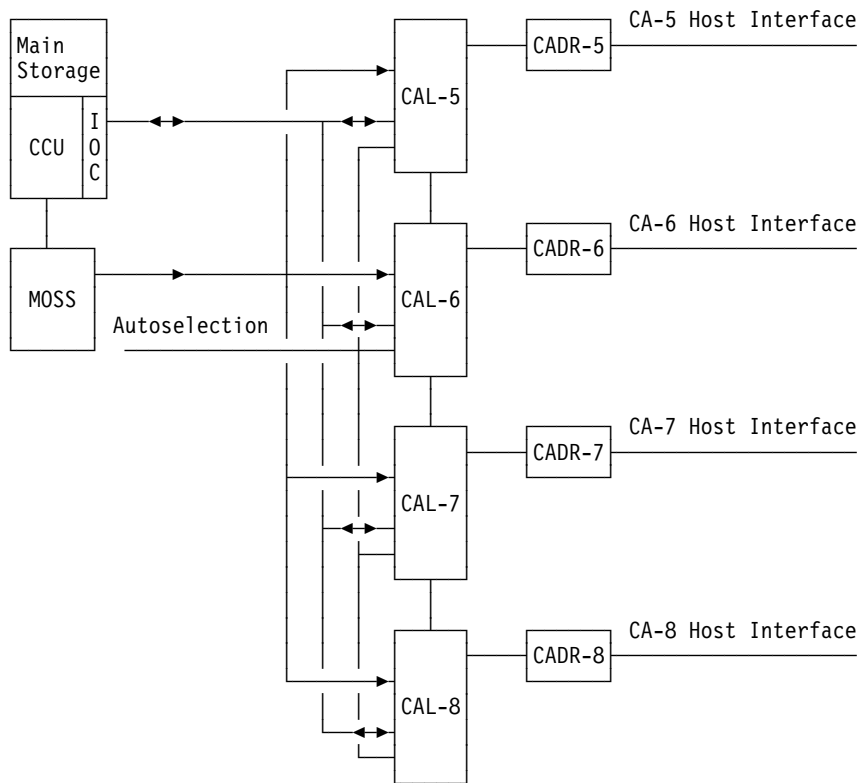 CA-5 Host Interface
Main
Storage
CAL-5
CADR-5
CCU
I
O
C
CA-6 Host Interface
CADR-6
MOSS
CAL-6
Autoselection
CA-7 Host Interface
CADR-7
CAL-7
CA-8 Host Interface
CADR-8
CAL-8